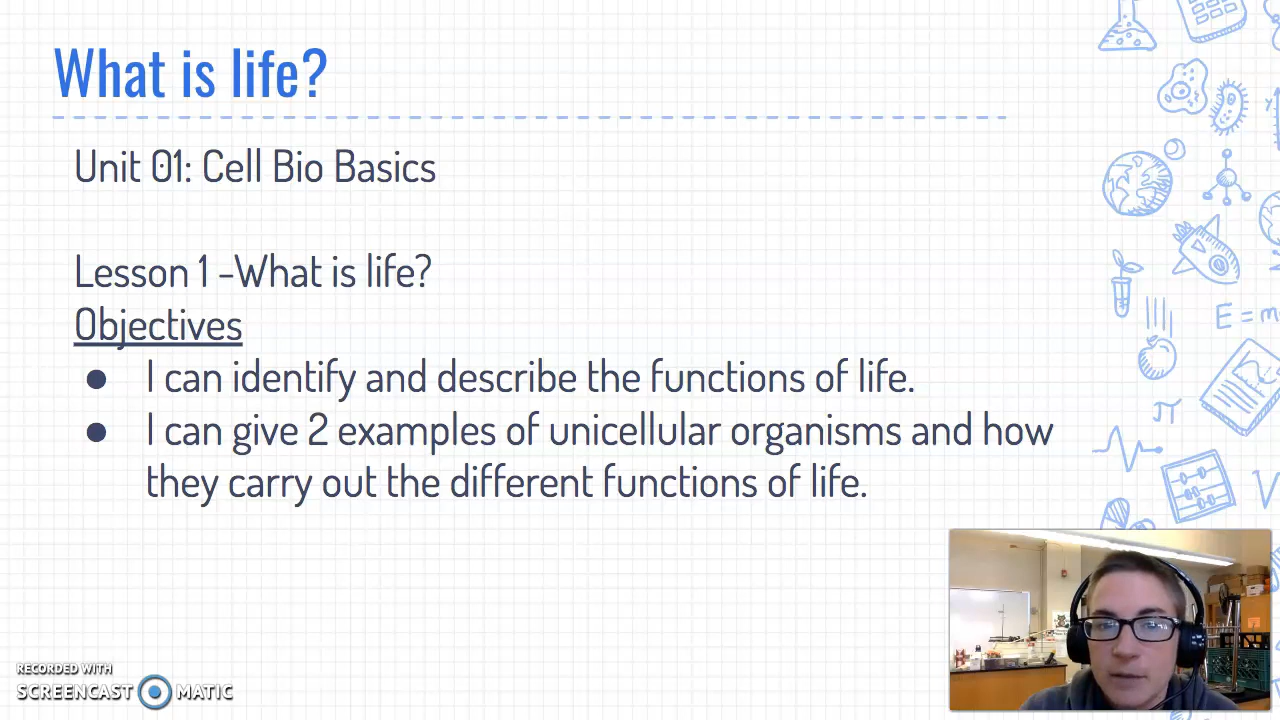 What is life?
Unit 01: Cell Bio Basics
Lesson 1 -What is life?
Objectives
● I can identify and describe the functions of life.
● I can give 2 examples of unicellular organisms and how
they carry out the different functions of life.
E = m
π
RECORDED WITH
SCREENCAST MATIC